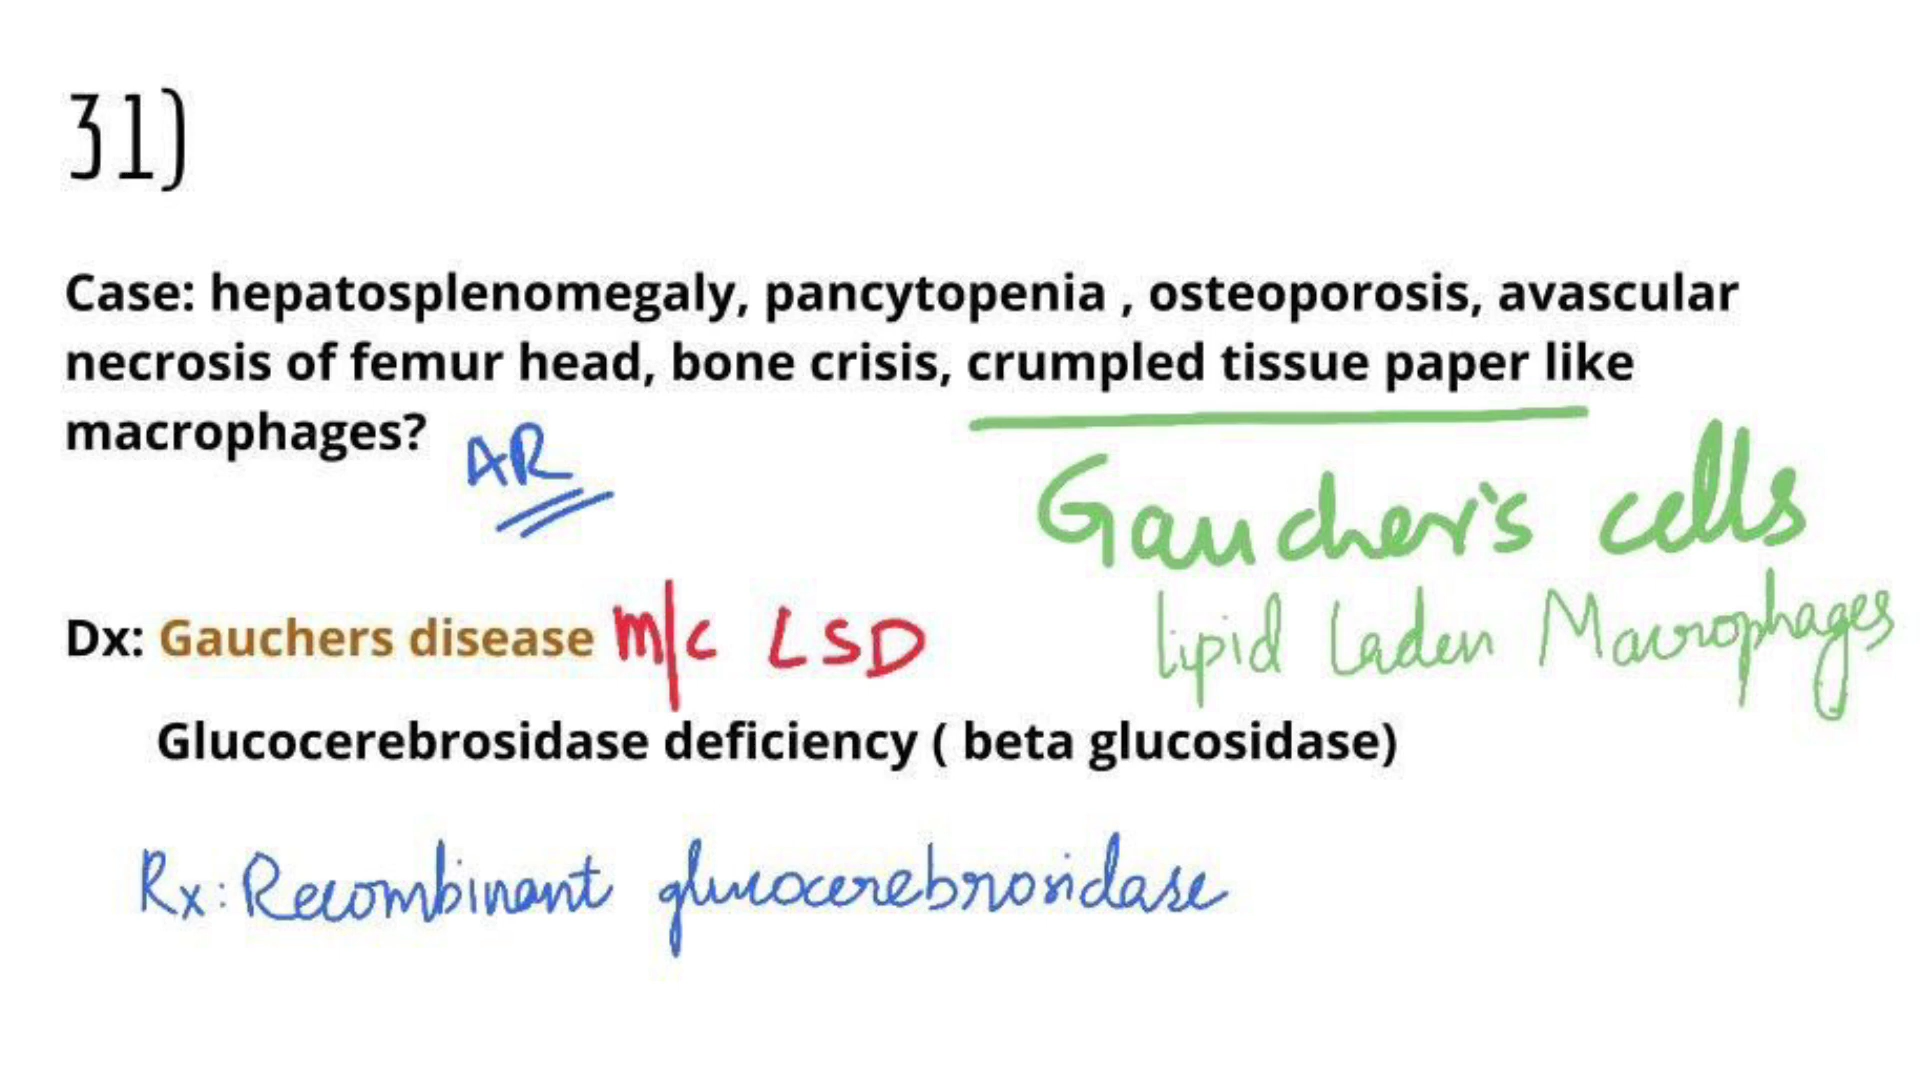 31)
Case: hepatosplenomegaly, pancytopenia , osteoporosis, avascular
necrosis of femur head, bone crisis, crumpled tissue paper like
macrophages?
AR
Gaucher's cells
lipid laden Macrophages
Dx: Gauchers disease m/c LSD
Glucocerebrosidase deficiency ( beta glucosidase)
Rx: Recombinant glucocerebrosidase